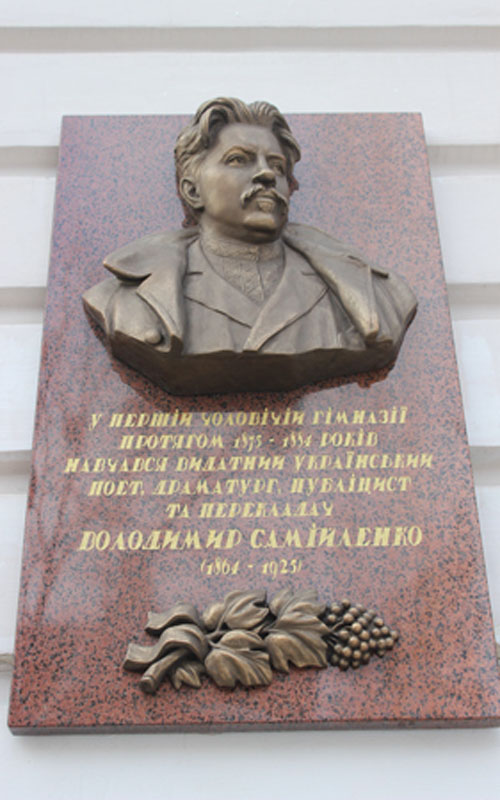 У ПЕРШІЙ ЧОЛОВІЧІЙ ГІМНАЗІЇ
ПРОТЯГОМ 1875 - 1884 РОКІВ
НАВЧАВСЯ ВИДАТНИЙ УКРАЇНСЬКИЙ
ПОЕТ, ДРАМАТУРГ, ПУБЛІЦИСТ
ТА ПЕРЕКЛАДАЧ
ВОЛОДИМИР САМІЙЛЕНКО
(1864 - 1925)